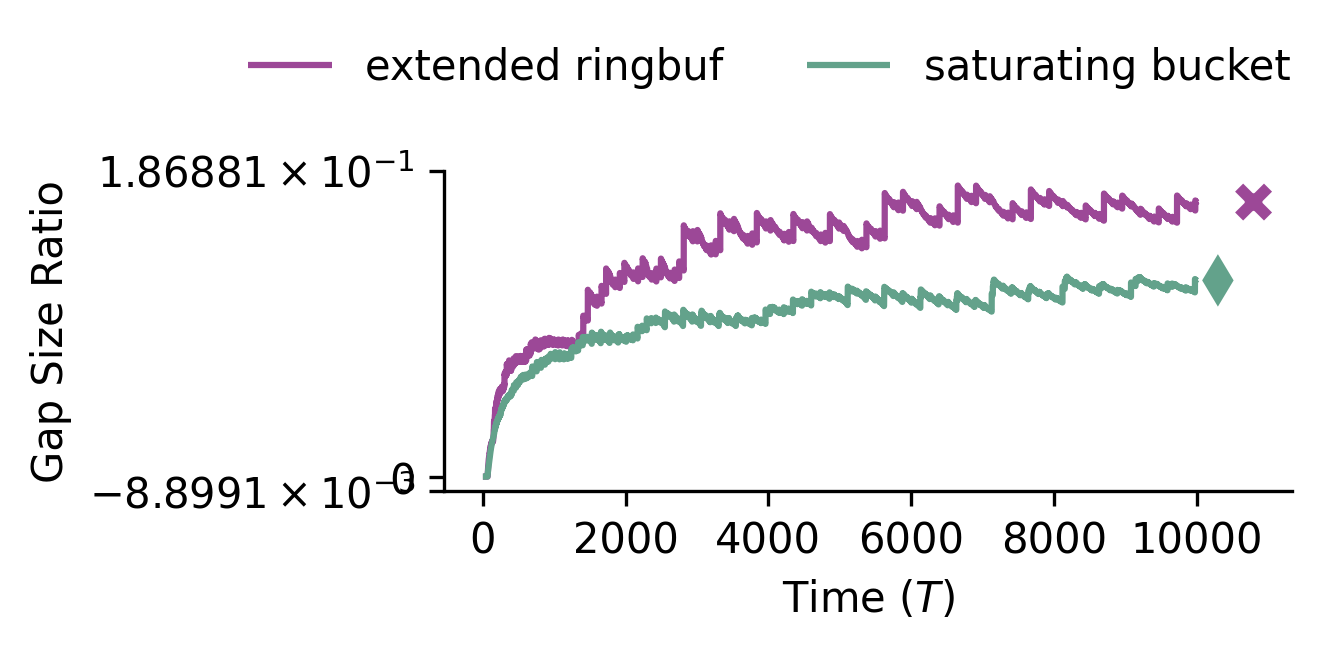 extended ringbuf
saturating bucket
Gap Size Ratio
1.86881 × 10⁻¹
0
−8.8991 × 10⁻³
0
2000
4000
6000
8000
10000
Time (T)